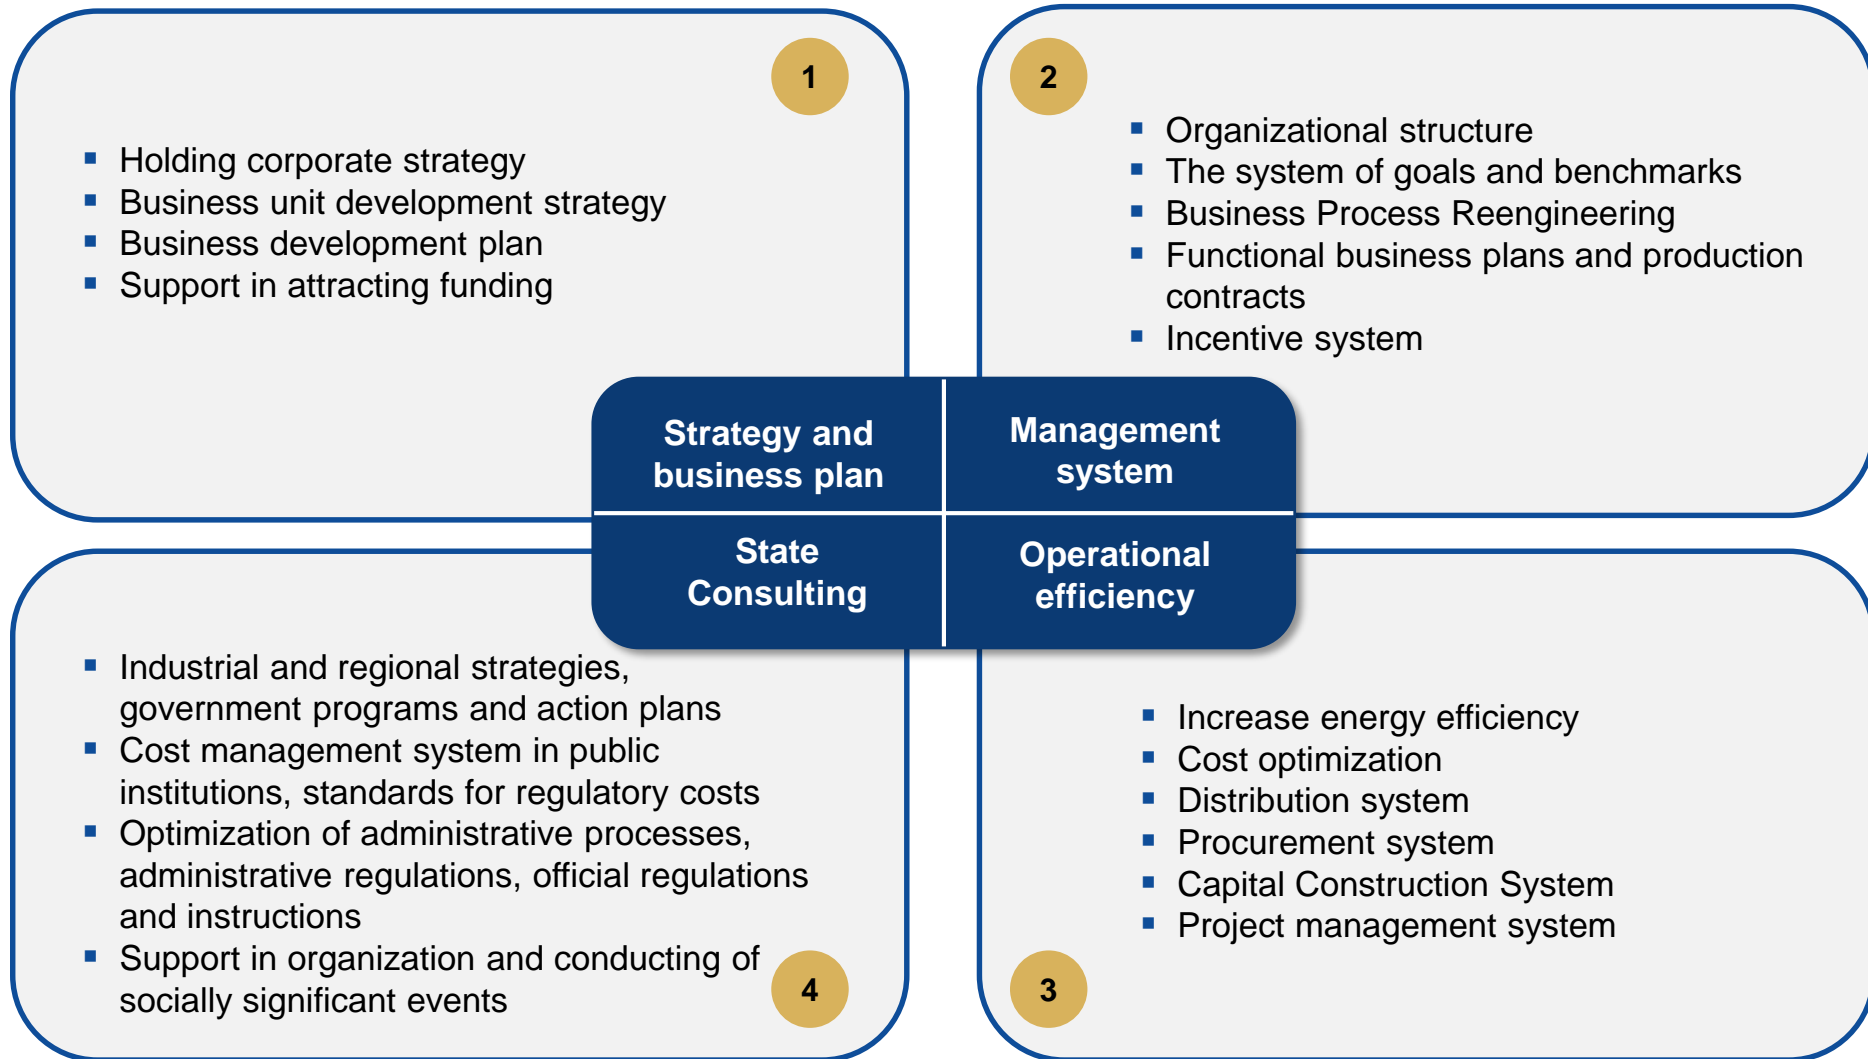 1
Holding corporate strategy
Business unit development strategy
Business development plan
Support in attracting funding
2
Organizational structure
The system of goals and benchmarks
Business Process Reengineering
Functional business plans and production
contracts
Incentive system
Strategy and
business plan
Management
system
State
Consulting
Operational
efficiency
Industrial and regional strategies,
government programs and action plans
Cost management system in public
institutions, standards for regulatory costs
Optimization of administrative processes,
administrative regulations, official regulations
and instructions
Support in organization and conducting of
socially significant events
4
Increase energy efficiency
Cost optimization
Distribution system
Procurement system
Capital Construction System
Project management system
3